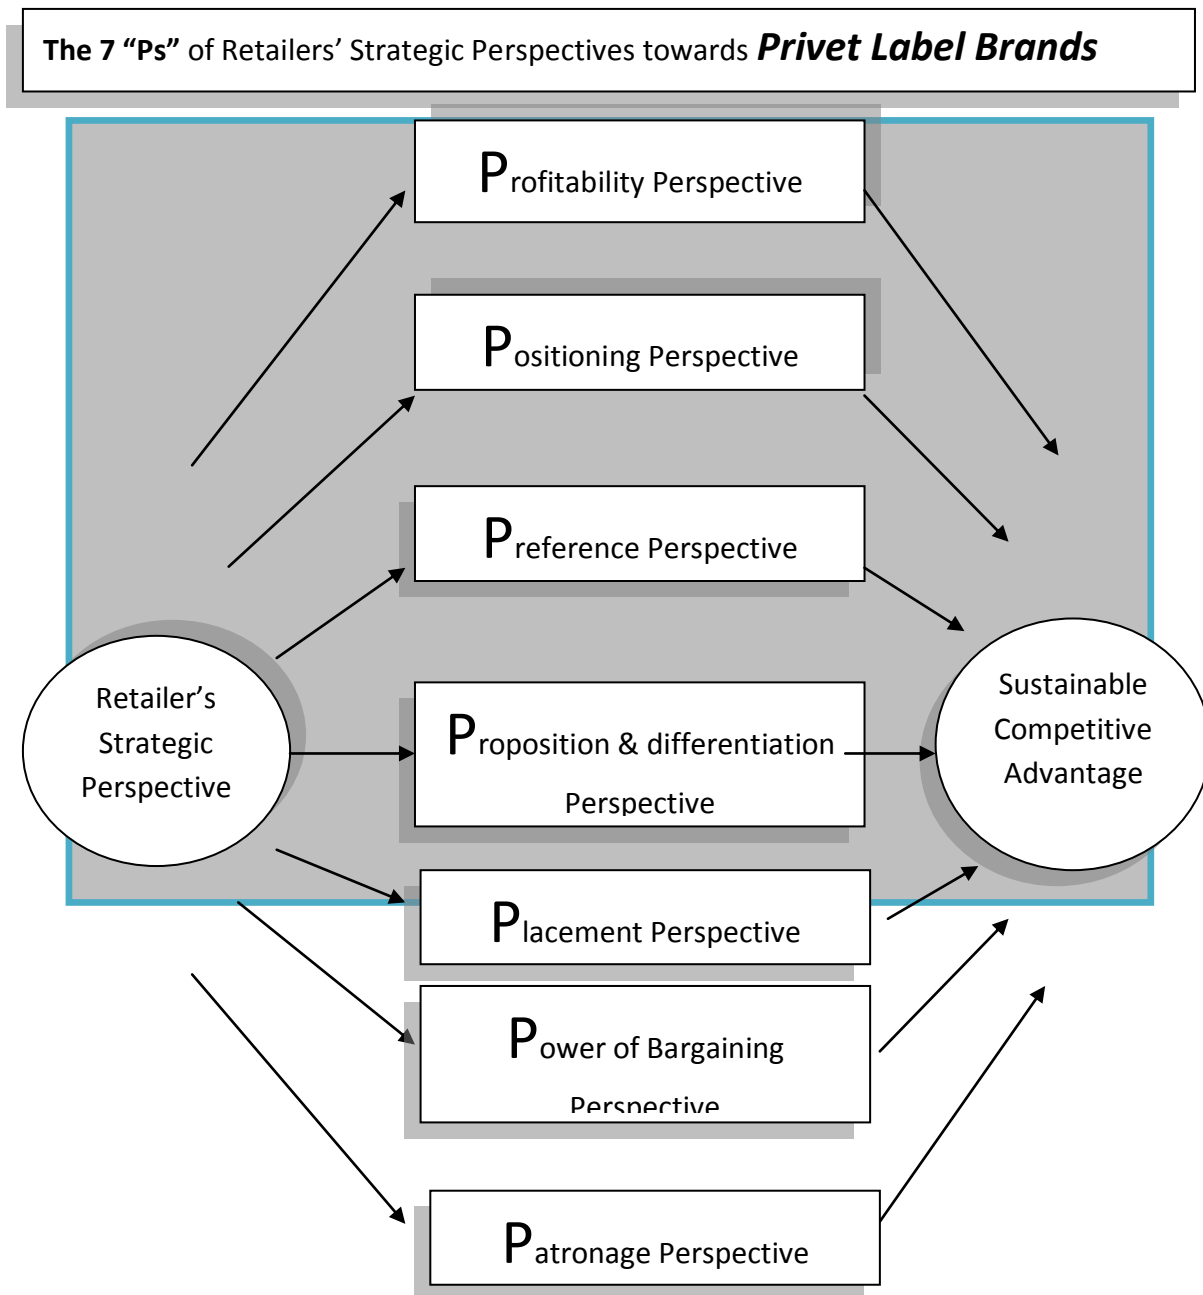 The 7 “Ps” of Retailers’ Strategic Perspectives towards Privet Label Brands
Profitability Perspective
Positioning Perspective
Preference Perspective
Retailer’s
Strategic
Perspective
Proposition & differentiation
Perspective
Sustainable
Competitive
Advantage
Placement Perspective
Power of Bargaining
Perspective
Patronage Perspective